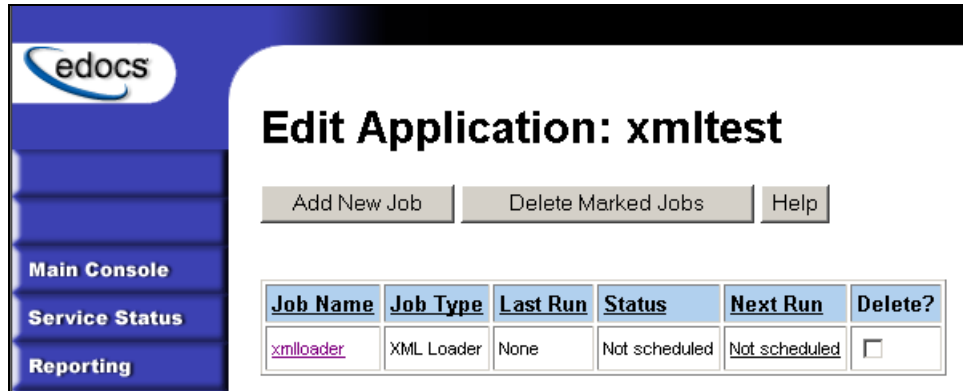 edocs
Edit Application: xmltest
Add New Job Delete Marked Jobs Help
Main Console
Service Status
Reporting
Job Name Job Type Last Run Status Next Run Delete?
xmlloader XML Loader None Not scheduled Not scheduled